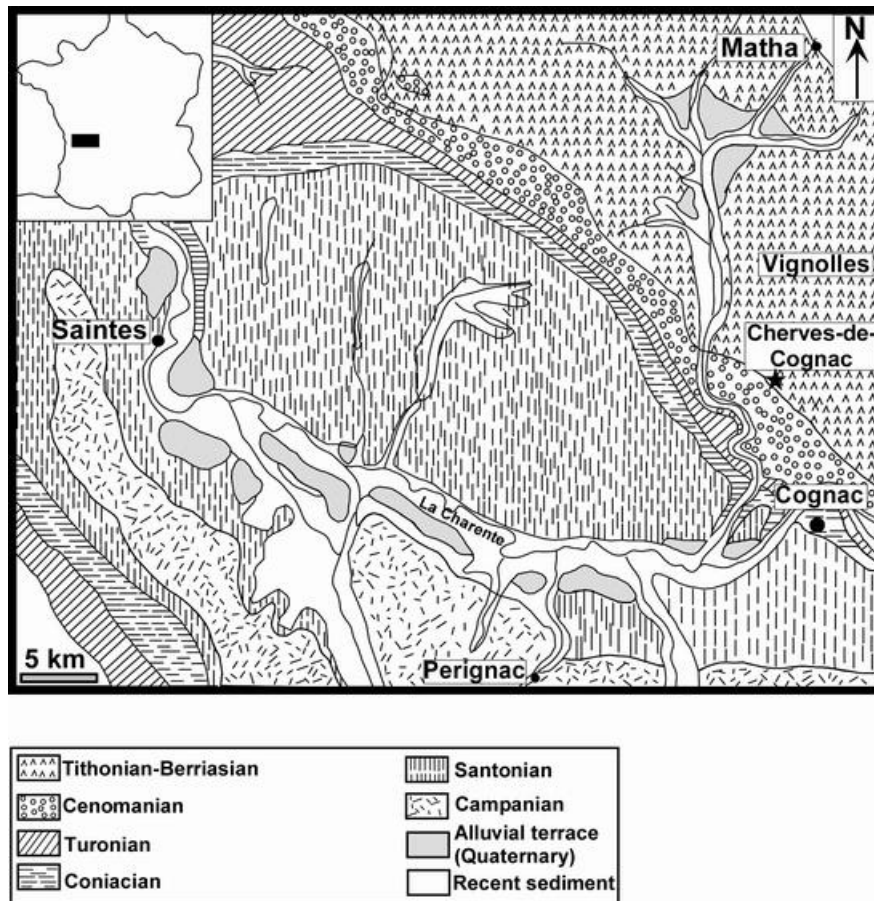 N
Matha
Vignolles
Cherves-de-
Cognac
Saintes
La Charente
Cognac
5 km
Perignac
Tithonian-Berriasian
Cenomanian
Turonian
Coniacian
Santonian
Campanian
Alluvial terrace
(Quaternary)
Recent sediment